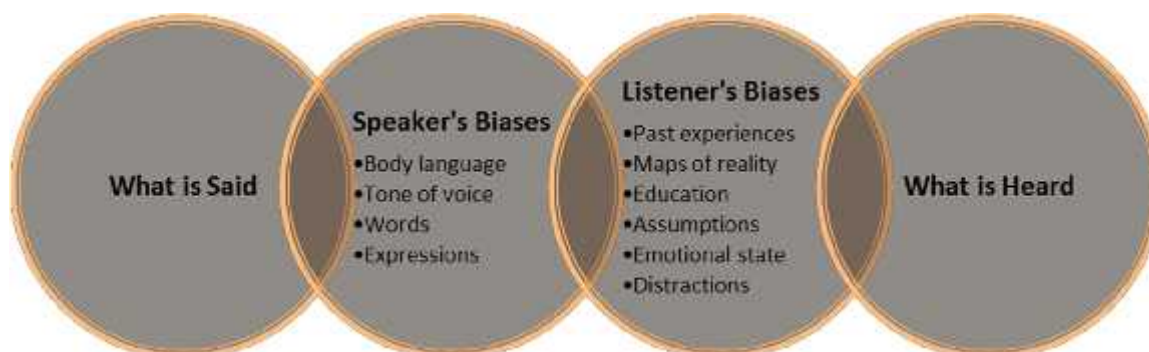 What is Said
Speaker's Biases
•Body language
•Tone of voice
•Words
•Expressions
Listener's Biases
•Past experiences
•Maps of reality
•Education
•Assumptions
•Emotional state
•Distractions
What is Heard